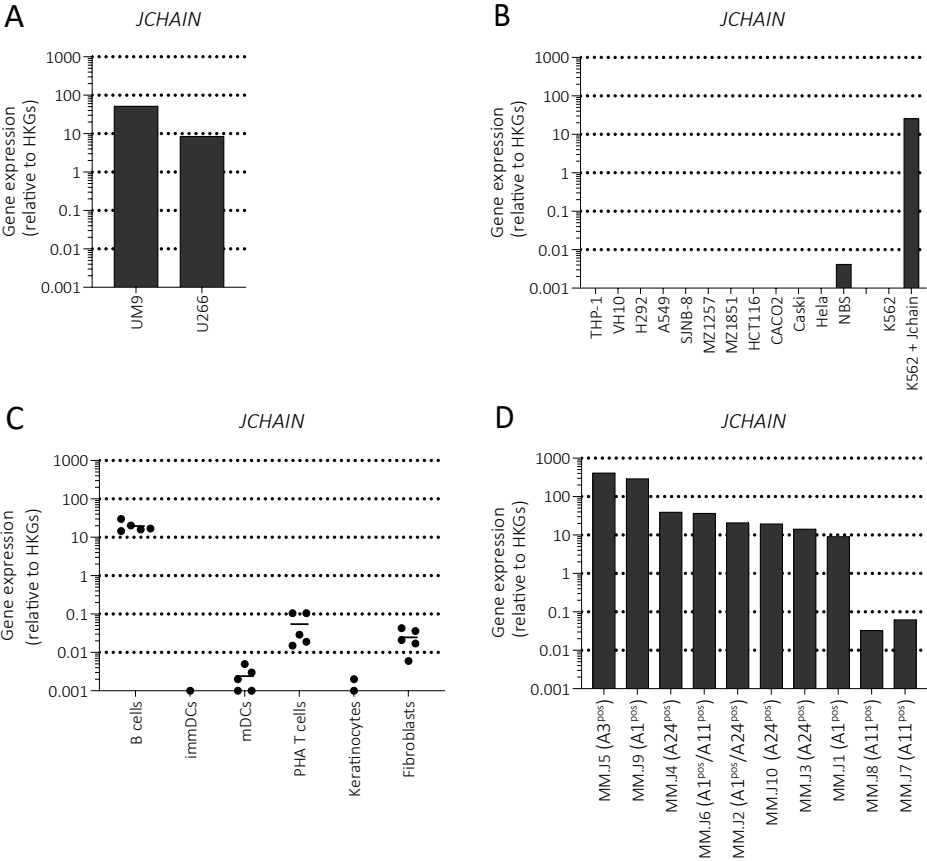 A
JCHAIN
Gene expression
(relative to HKGs)
1000
100
10
1
0.1
0.01
0.001
UM9
U266
B
JCHAIN
Gene expression
(relative to HKGs)
1000
100
10
1
0.1
0.01
0.001
THP-1
VH10
H292
A549
SJNB-8
MZ1257
MZ1851
HCT116
CACO2
Caski
Hela
NBS
K562
K562 + Jchain
C
JCHAIN
Gene expression
(relative to HKGs)
1000
100
10
1
0.1
0.01
0.001
B cells
immDCs
mDCs
PHA T cells
Keratinocytes
Fibroblasts
D
JCHAIN
Gene expression
(relative to HKGs)
1000
100
10
1
0.1
0.01
0.001
MM.J5 (A3pos)
MM.J9 (A1pos)
MM.J4 (A24pos)
MM.J6 (A1pos/A11pos)
MM.J2 (A1pos/A24pos)
MM.J10 (A24pos)
MM.J3 (A24pos)
MM.J1 (A1pos)
MM.J8 (A11pos)
MM.J7 (A11pos)